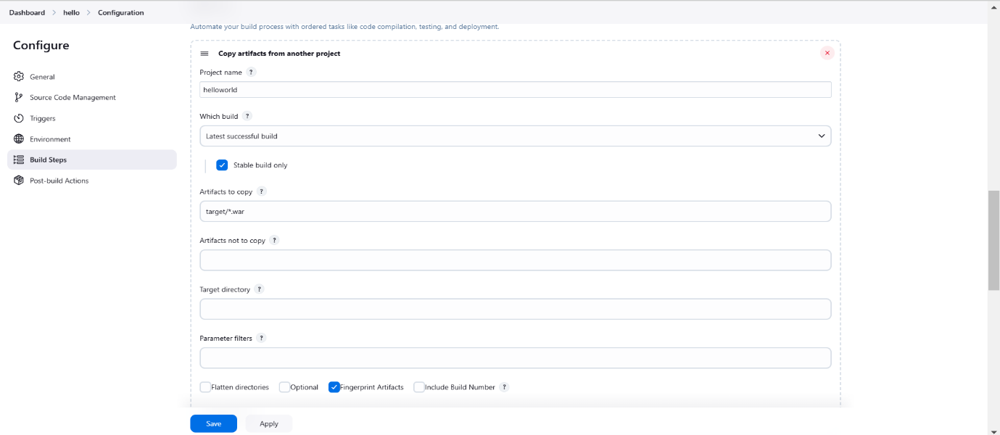 Dashboard > hello > Configuration
Configure
General
Source Code Management
Triggers
Environment
Build Steps
Post-build Actions
Automate your build process with ordered tasks like code compilation, testing, and deployment.
Copy artifacts from another project
Project name ?
helloworld
Which build ?
Latest successful build
Stable build only
Artifacts to copy ?
target/*.war
Artifacts not to copy ?
Target directory ?
Parameter filters ?
Flatten directories Optional Fingerprint Artifacts Include Build Number ?
Save Apply